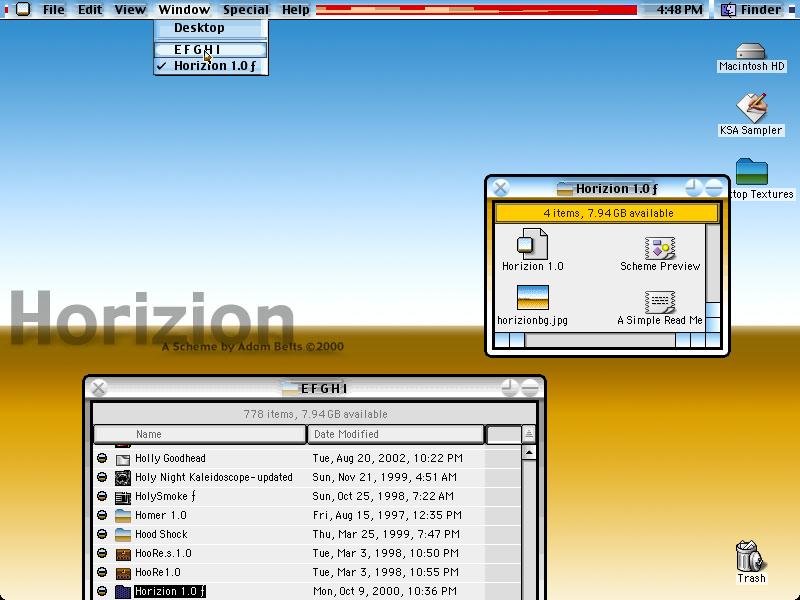 File Edit View Window Special Help 4:48 PM Finder
Desktop
E F G H I
✓ Horizion 1.0 ƒ
Macintosh HD
KSA Sampler
top Textures
Horizion 1.0 ƒ
4 items, 7.94 GB available
Horizion 1.0
Scheme Preview
horizionbg.jpg
A Simple Read Me
Horizion
A Scheme by Adam Betts ©2000
E F G H I
778 items, 7.94 GB available
Name Date Modified
Holly Goodhead Tue, Aug 20, 2002, 10:22 PM
Holy Night Kaleidoscope-updated Sun, Nov 21, 1999, 4:51 AM
HolySmoke ƒ Sun, Oct 25, 1998, 7:22 AM
Homer 1.0 Fri, Aug 15, 1997, 12:35 PM
Hood Shock Thu, Mar 25, 1999, 7:47 PM
HooRe.s.1.0 Tue, Mar 3, 1998, 10:50 PM
HooRe1.0 Tue, Mar 3, 1998, 10:55 PM
Horizion 1.0 ƒ Mon, Oct 9, 2000, 10:36 PM
Trash